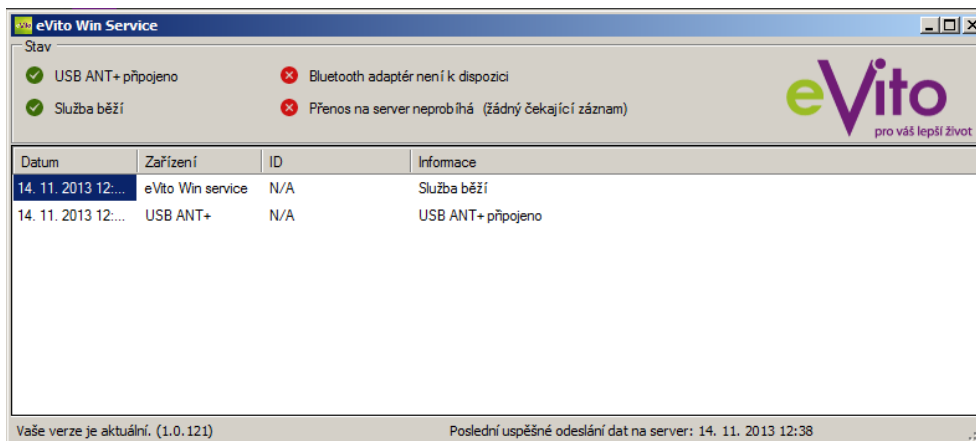 eVito Win Service
Stav
USB ANT+ připojeno
Bluetooth adaptér není k dispozici
Služba běží
Přenos na server neprobíhá (žádný čekající záznam)
eVito
pro váš lepší život
Datum Zařízení ID Informace
14. 11. 2013 12:... eVito Win service N/A Služba běží
14. 11. 2013 12:... USB ANT+ N/A USB ANT+ připojeno
Vaše verze je aktuální. (1.0.121)
Poslední uspěšné odeslání dat na server: 14. 11. 2013 12:38